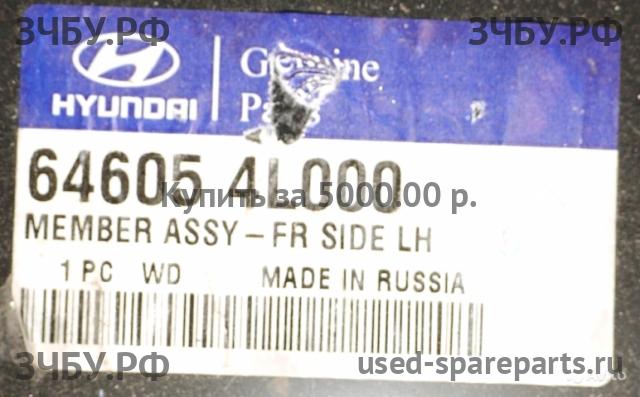 ЗЧБУ.РФ ЗЧБУ.РФ
HYUNDAI
Genuine
Parts
64605 4L000
Купить за 5000.00 р.
MEMBER ASSY-FR SIDE LH
1 PC WD MADE IN RUSSIA
ЗЧБУ.РФ
used-spareparts.ru